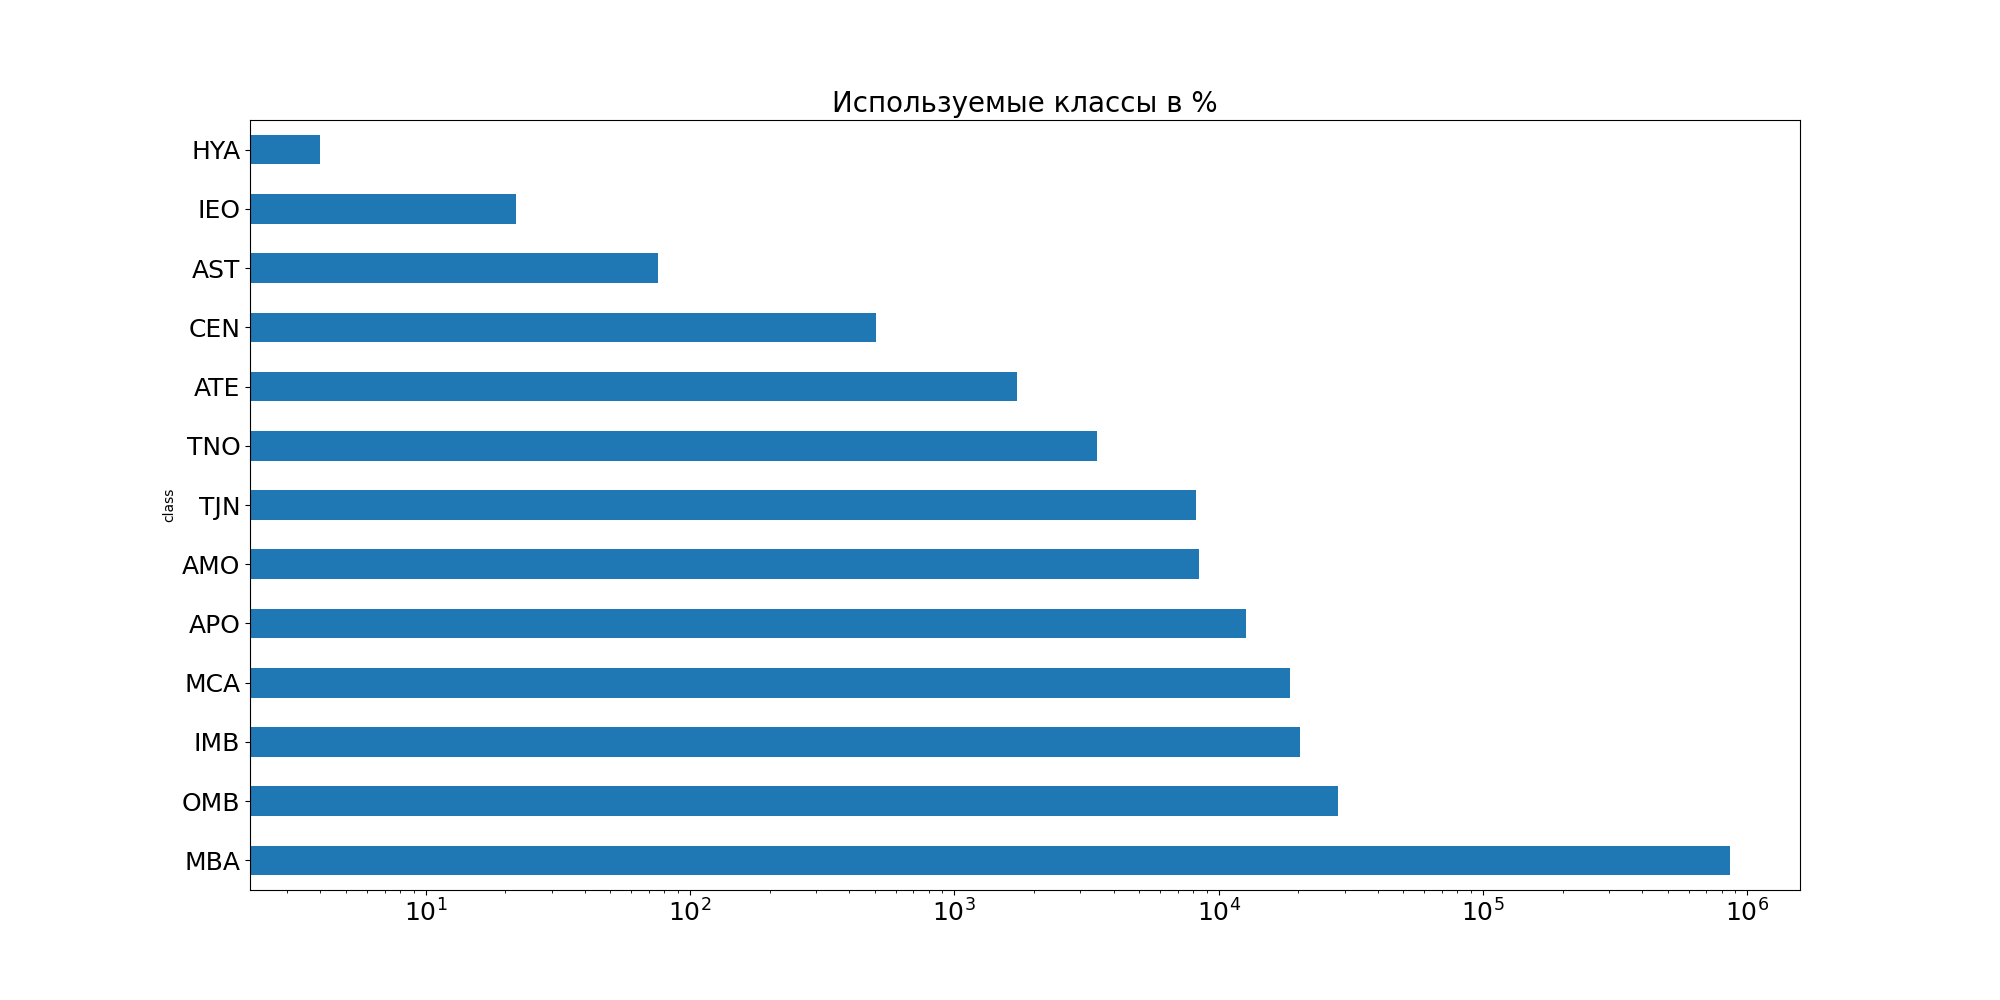 Используемые классы в %
HYA
IEO
AST
CEN
ATE
TNO
TJN
AMO
APO
MCA
IMB
OMB
MBA
class
10¹ 10² 10³ 10⁴ 10⁵ 10⁶